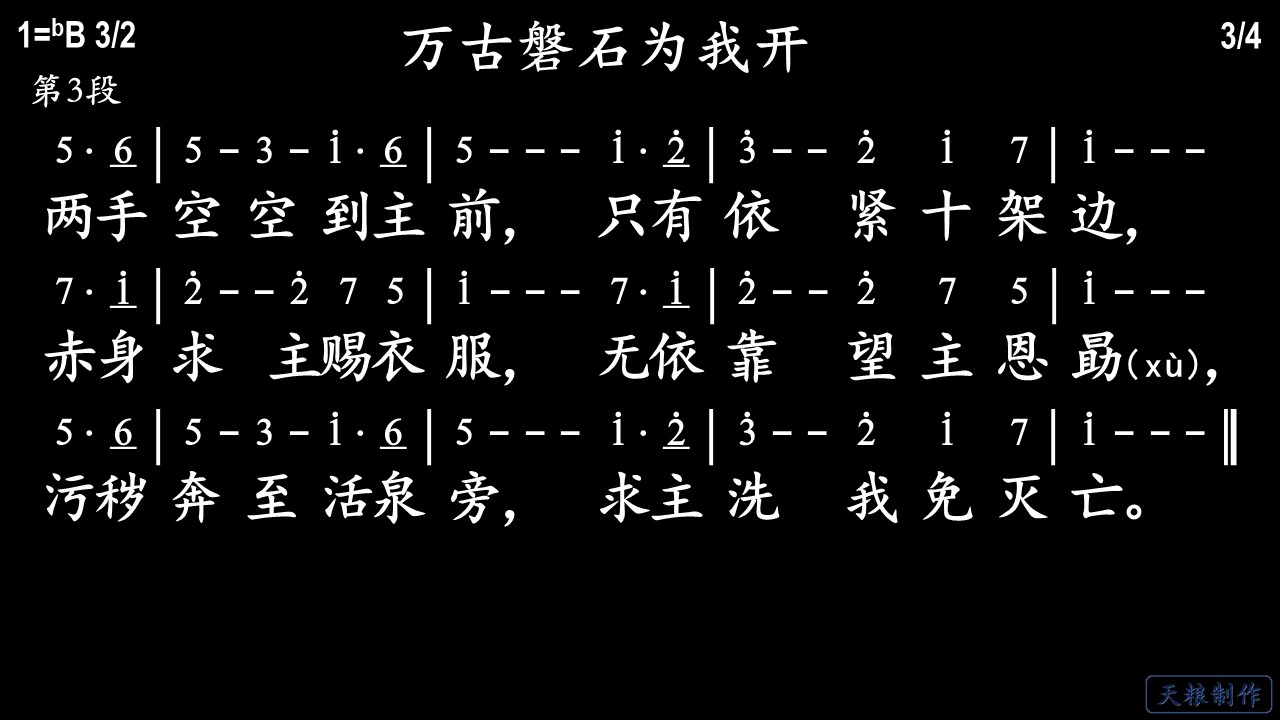 1=ᵇB 3/2
万古磐石为我开
3/4
第3段
5· 6 | 5 – 3 – i̇· 6 | 5 – – – i̇· 2̇ | 3̇ – – 2̇ i̇ 7 | i̇ – – –
两手空空到主前，只有依紧十架边，
7· i̇ | 2̇ – – 2̇ 7 5 | i̇ – – – 7· i̇ | 2̇ – – 2̇ 7 5 | i̇ – – –
赤身求主赐衣服，无依靠望主恩勗(xù)，
5· 6 | 5 – 3 – i̇· 6 | 5 – – – i̇· 2̇ | 3̇ – – 2̇ i̇ 7 | i̇ – – – ‖
污秽奔至活泉旁，求主洗我免灭亡。
天粮制作